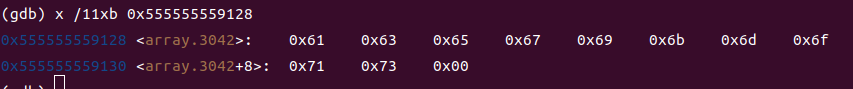 (gdb) x /11xb 0x555555559128
0x555555559128 <array.3042>: 0x61 0x63 0x65 0x67 0x69 0x6b 0x6d 0x6f
0x555555559130 <array.3042+8>: 0x71 0x73 0x00
(gdb)